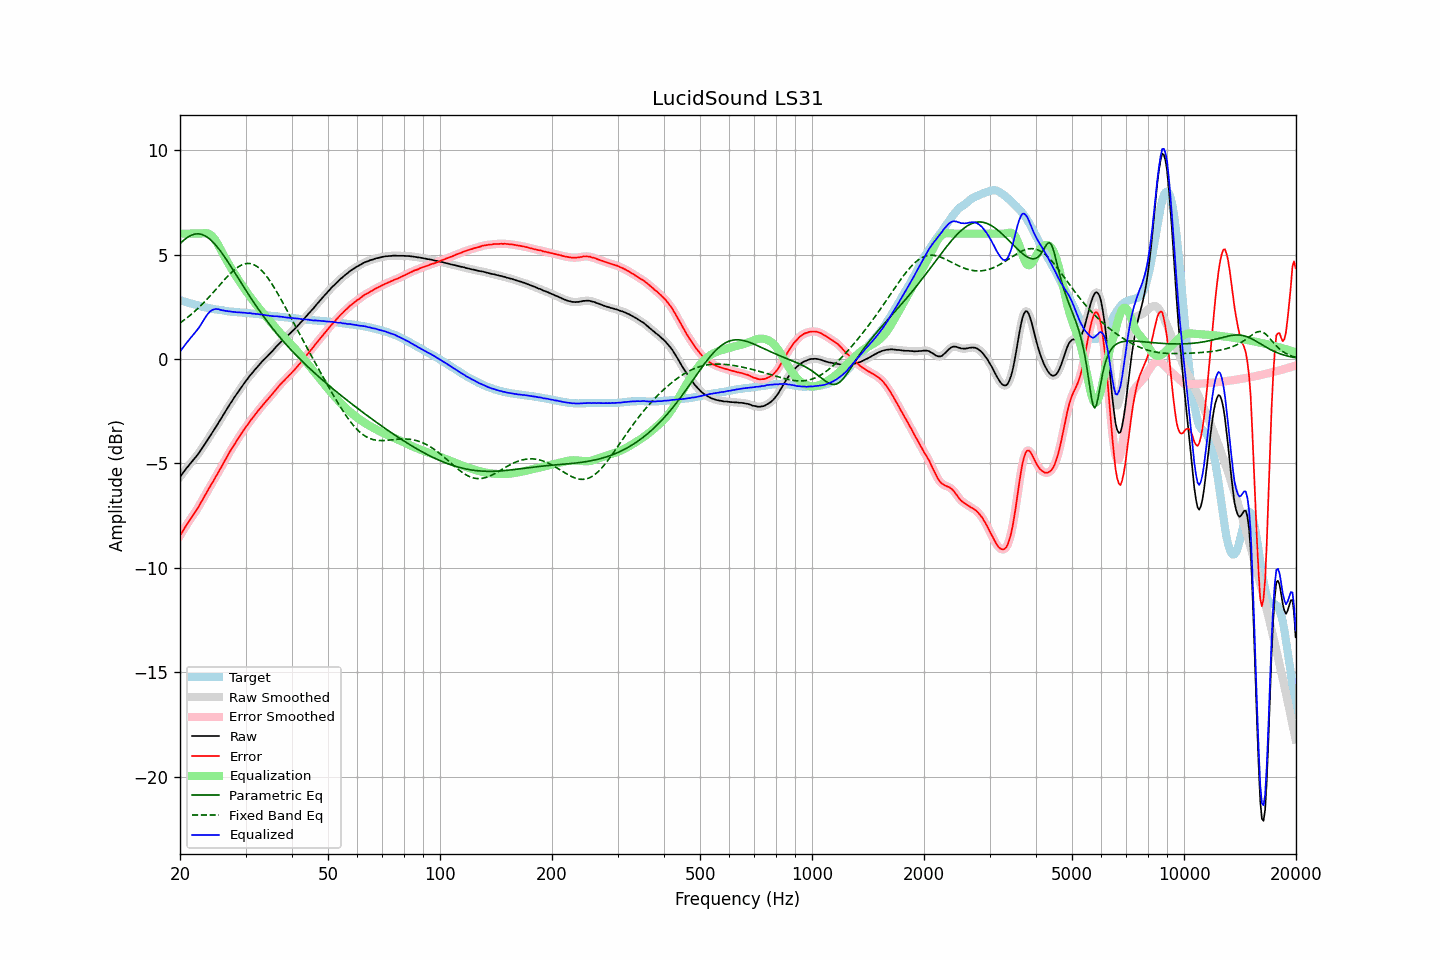 LucidSound LS31
Amplitude (dBr)
10
5
0
−5
−10
−15
−20
Target
Raw Smoothed
Error Smoothed
Raw
Error
Equalization
Parametric Eq
Fixed Band Eq
Equalized
20 50 100 200 500 1000 2000 5000 10000 20000
Frequency (Hz)